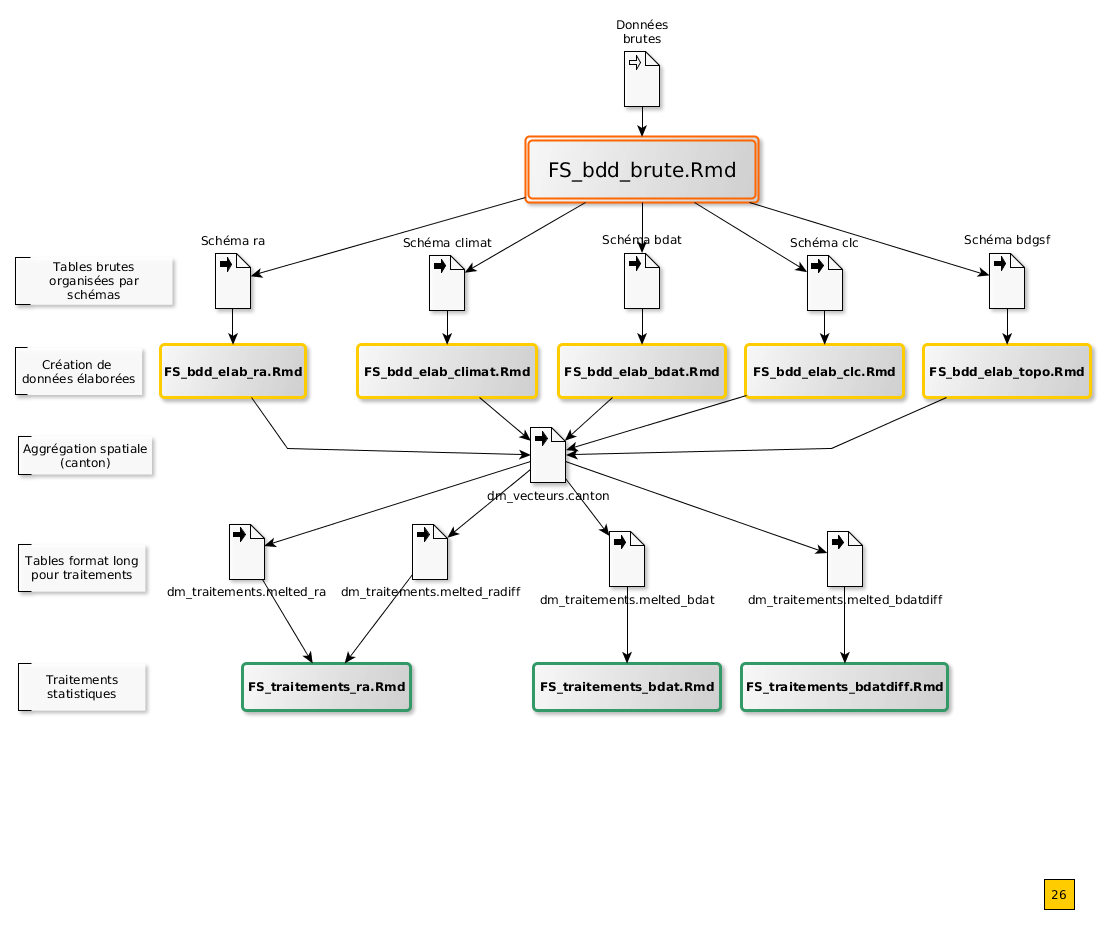 Données
brutes
FS_bdd_brute.Rmd
Schéma ra
Schéma climat
Schéma bdat
Schéma clc
Schéma bdgsf
Tables brutes
organisées par
schémas
Création de
données élaborées
FS_bdd_elab_ra.Rmd
FS_bdd_elab_climat.Rmd
FS_bdd_elab_bdat.Rmd
FS_bdd_elab_clc.Rmd
FS_bdd_elab_topo.Rmd
Aggrégation spatiale
(canton)
dm_vecteurs.canton
Tables format long
pour traitements
dm_traitements.melted_ra
dm_traitements.melted_radiff
dm_traitements.melted_bdat
dm_traitements.melted_bdatdiff
Traitements
statistiques
FS_traitements_ra.Rmd
FS_traitements_bdat.Rmd
FS_traitements_bdatdiff.Rmd
26